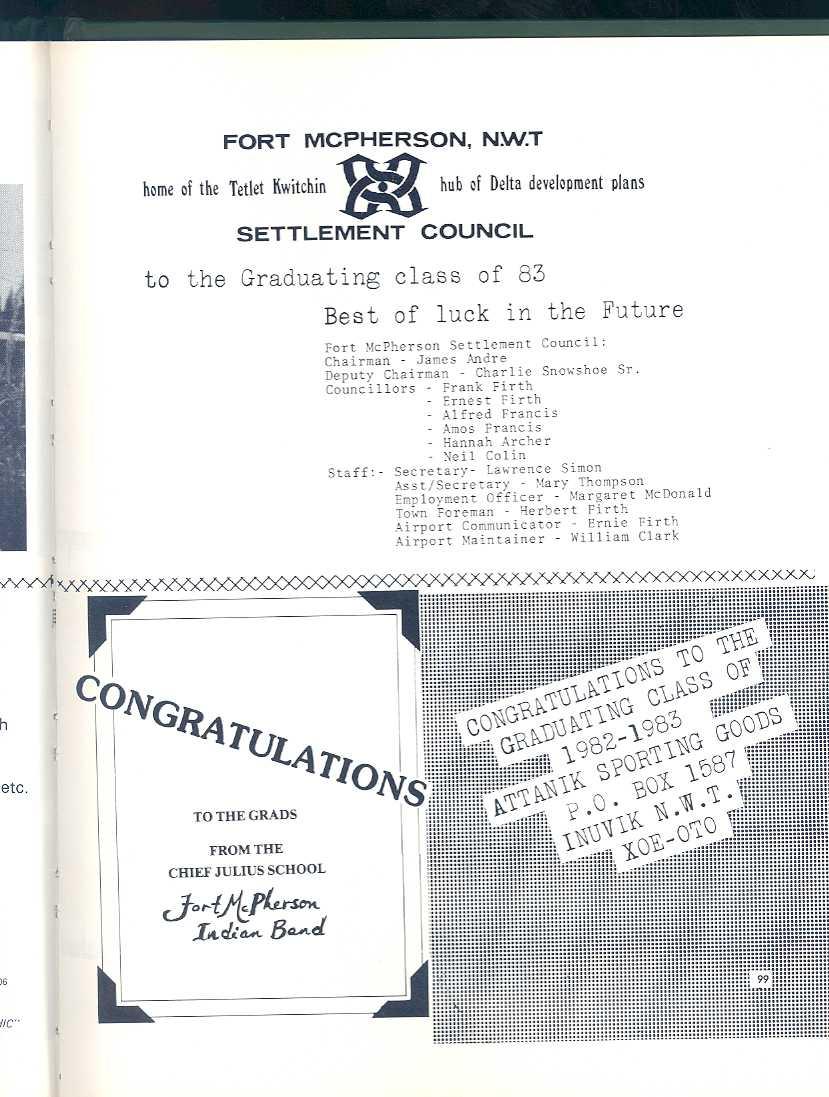 FORT MCPHERSON, N.W.T
home of the Tetlet Kwitchin hub of Delta development plans
SETTLEMENT COUNCIL
to the Graduating class of 83
Best of luck in the Future
Fort McPherson Settlement Council:
Chairman - James Andre
Deputy Chairman - Charlie Snowshoe Sr.
Councillors - Frank Firth
- Ernest Firth
- Alfred Francis
- Amos Francis
- Hannah Archer
- Neil Colin
Staff:- Secretary- Lawrence Simon
Asst/Secretary - Mary Thompson
Employment Officer - Margaret McDonald
Town Foreman - Herbert Firth
Airport Communicator - Ernie Firth
Airport Maintainer - William Clark
CONGRATULATIONS
TO THE GRADS
FROM THE
CHIEF JULIUS SCHOOL
Fort McPherson
Indian Band
CONGRATULATIONS TO THE
GRADUATING CLASS OF
1982-1983
ATTANIK SPORTING GOODS
P.O. BOX 1587
INUVIK N.W.T.
XOE-OTO
99
etc.